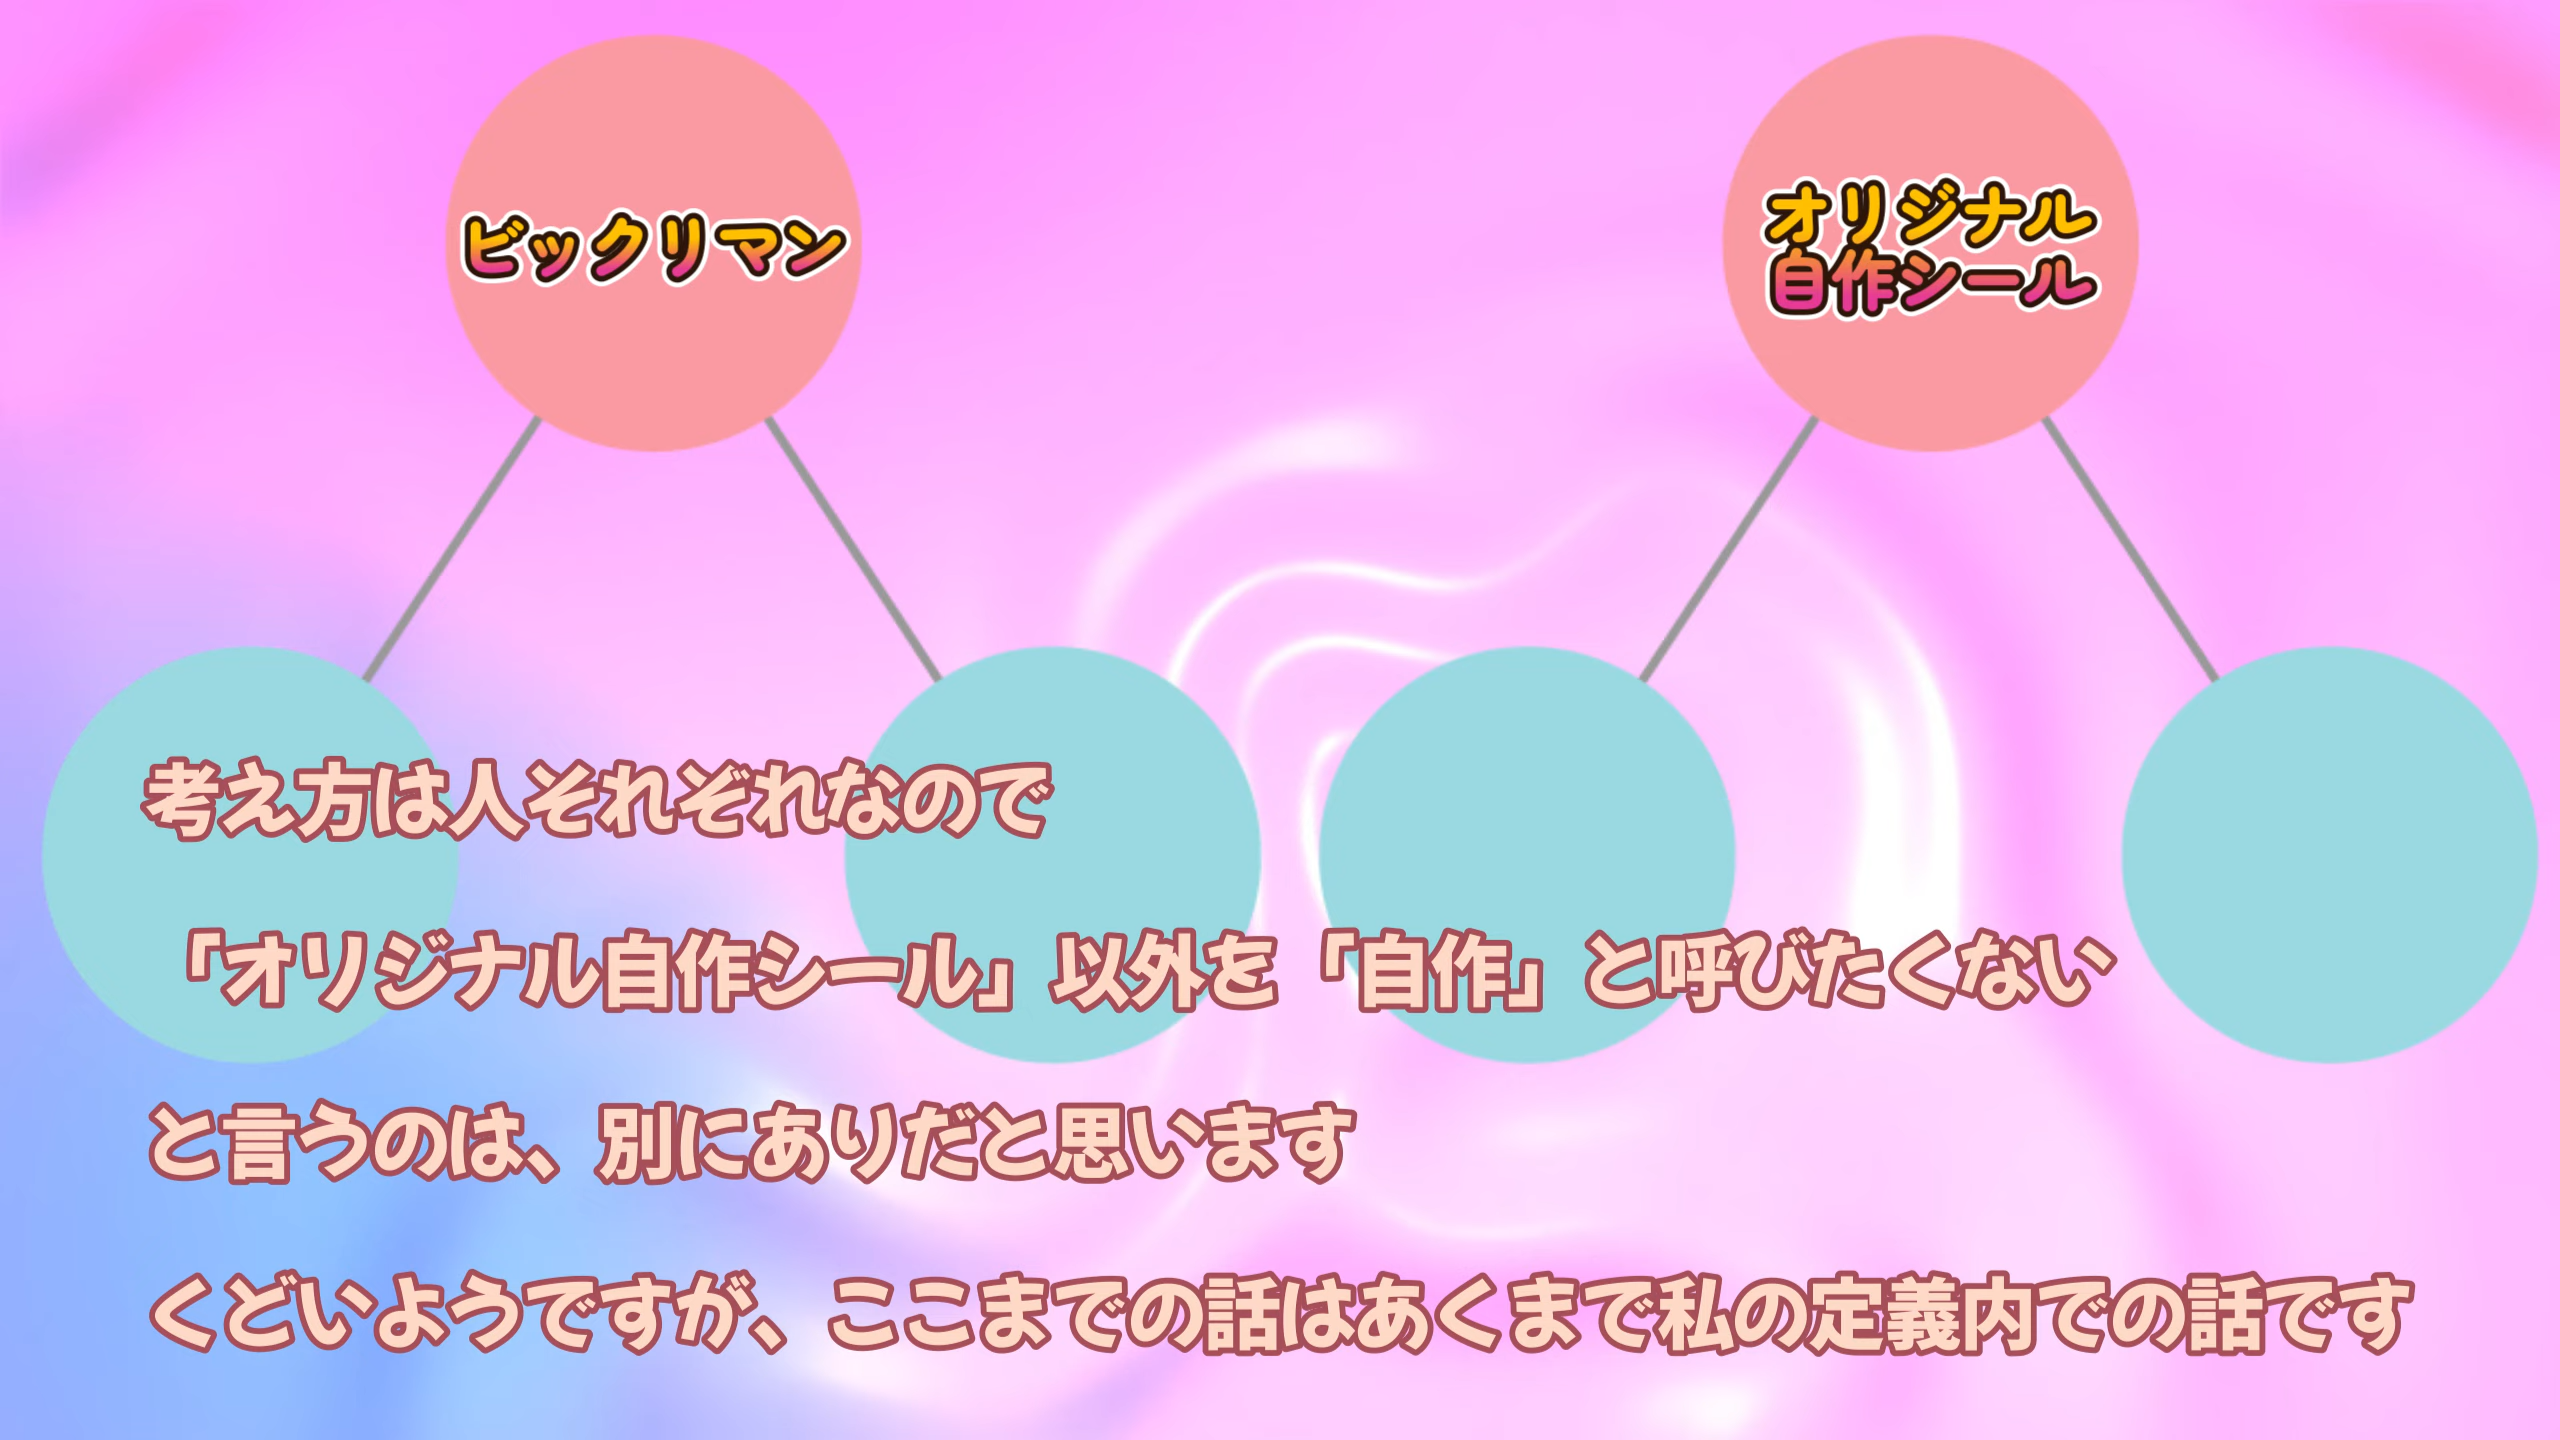 ビックリマン
オリジナル
自作シール
考え方は人それぞれなので
「オリジナル自作シール」以外を「自作」と呼びたくない
と言うのは、別にありだと思います
くどいようですが、ここまでの話はあくまで私の定義内での話です